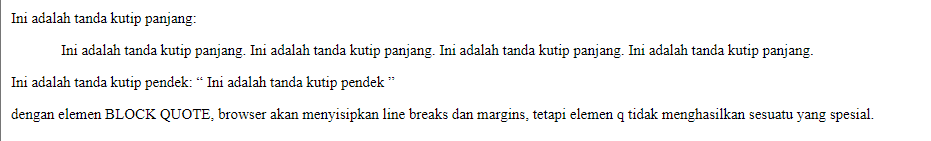 Ini adalah tanda kutip panjang:
Ini adalah tanda kutip panjang. Ini adalah tanda kutip panjang. Ini adalah tanda kutip panjang. Ini adalah tanda kutip panjang.
Ini adalah tanda kutip pendek: “ Ini adalah tanda kutip pendek ”
dengan elemen BLOCK QUOTE, browser akan menyisipkan line breaks dan margins, tetapi elemen q tidak menghasilkan sesuatu yang spesial.